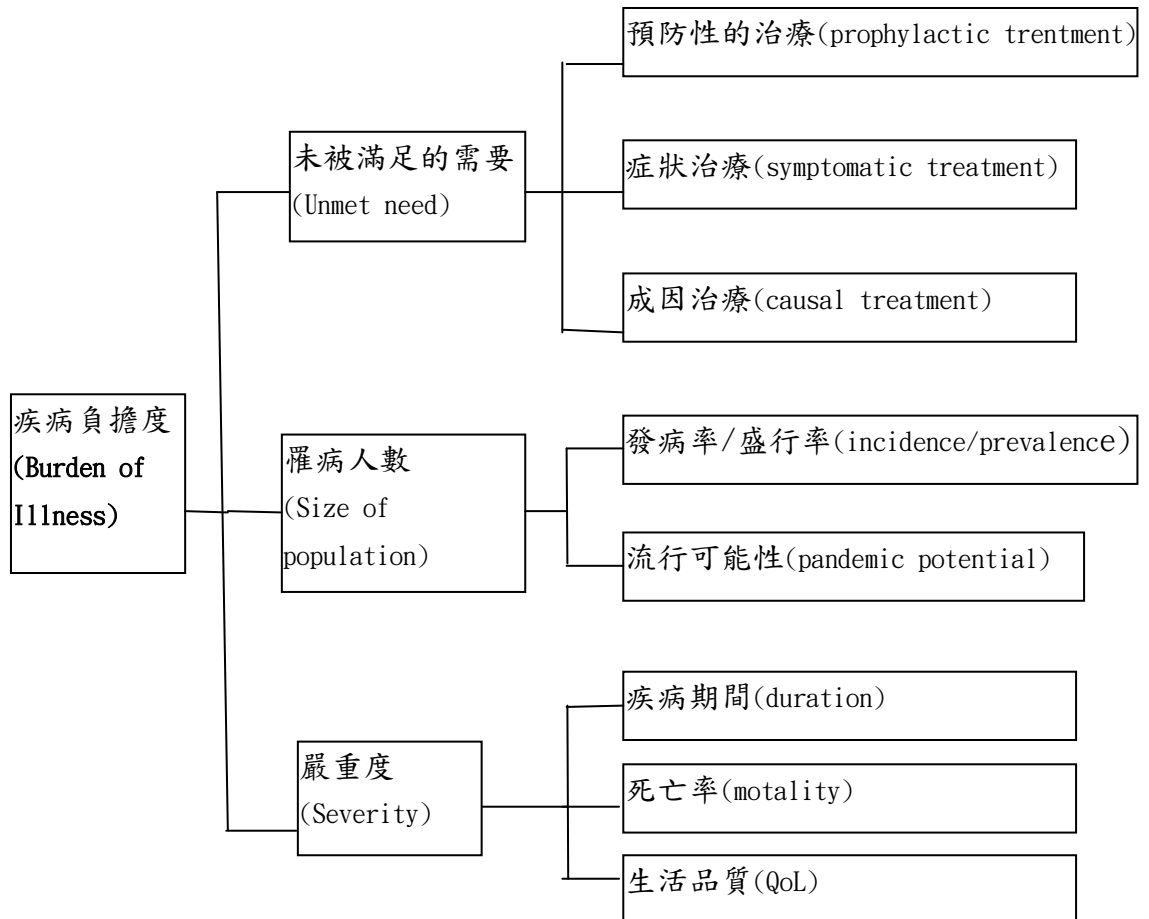 預防性的治療(prophylactic trentment)
未被滿足的需要
(Unmet need)
症狀治療(symptomatic treatment)
成因治療(causal treatment)
疾病負擔度
(Burden of
Illness)
罹病人數
(Size of
population)
發病率/盛行率(incidence/prevalence)
流行可能性(pandemic potential)
嚴重度
(Severity)
疾病期間(duration)
死亡率(motality)
生活品質(QoL)